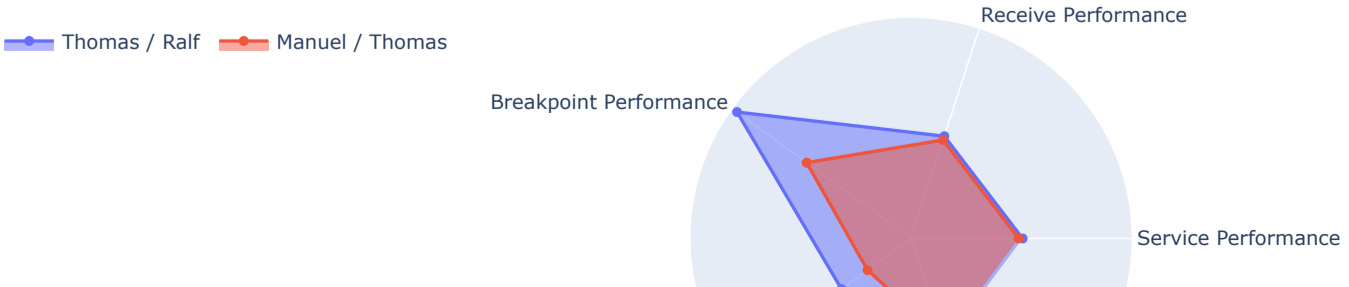 Receive Performance
Thomas / Ralf Manuel / Thomas
Breakpoint Performance
Service Performance